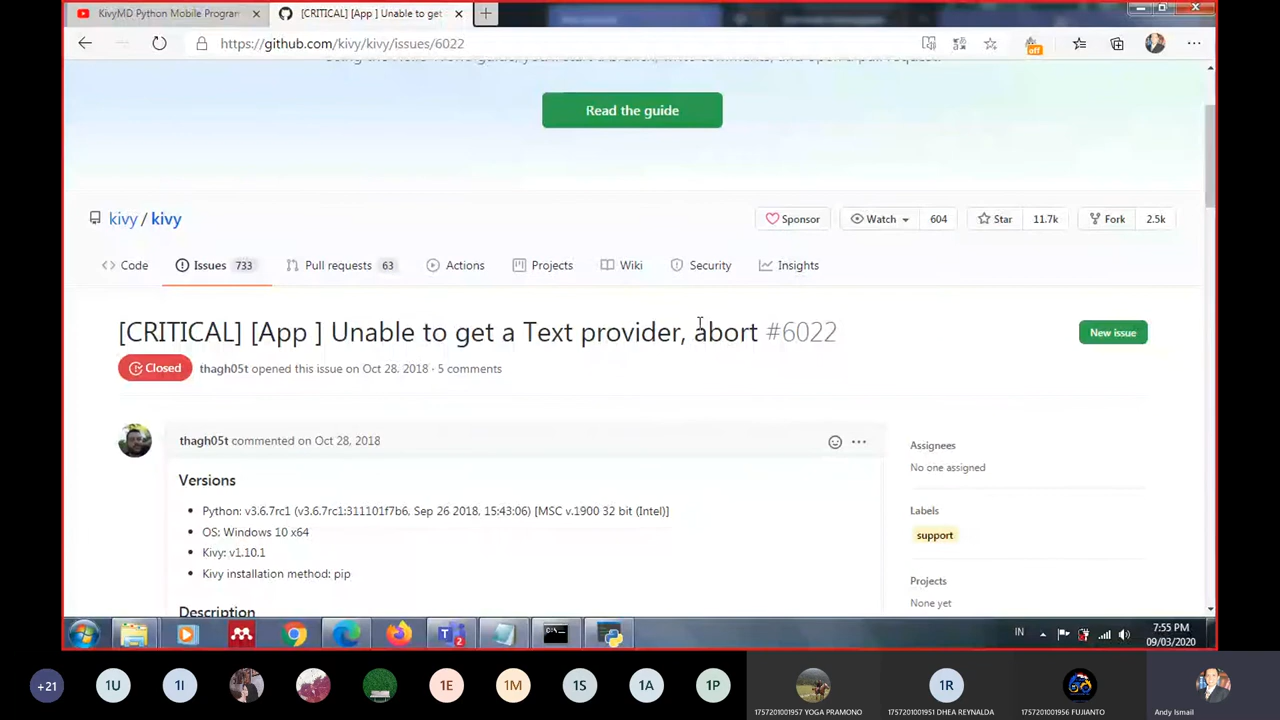 KivyMD Python Mobile Program
[CRITICAL] [App ] Unable to get
https://github.com/kivy/kivy/issues/6022
off
Read the guide
kivy / kivy
Sponsor
Watch
604
Star
11.7k
Fork
2.5k
Code
Issues 733
Pull requests 63
Actions
Projects
Wiki
Security
Insights
[CRITICAL] [App ] Unable to get a Text provider, abort #6022
New issue
Closed
thagh05t opened this issue on Oct 28, 2018 · 5 comments
thagh05t commented on Oct 28, 2018
Versions
Python: v3.6.7rc1 (v3.6.7rc1:311101f7b6, Sep 26 2018, 15:43:06) [MSC v.1900 32 bit (Intel)]
OS: Windows 10 x64
Kivy: v1.10.1
Kivy installation method: pip
Description
Assignees
No one assigned
Labels
support
Projects
None yet
2
IN
7:55 PM
09/03/2020
+21
1U
1I
1E
1M
1S
1A
1P
1757201001957 YOGA PRAMONO
1R
1757201001951 DHEA REYNALDA
1757201001956 FUJIANTO
Andy Ismail